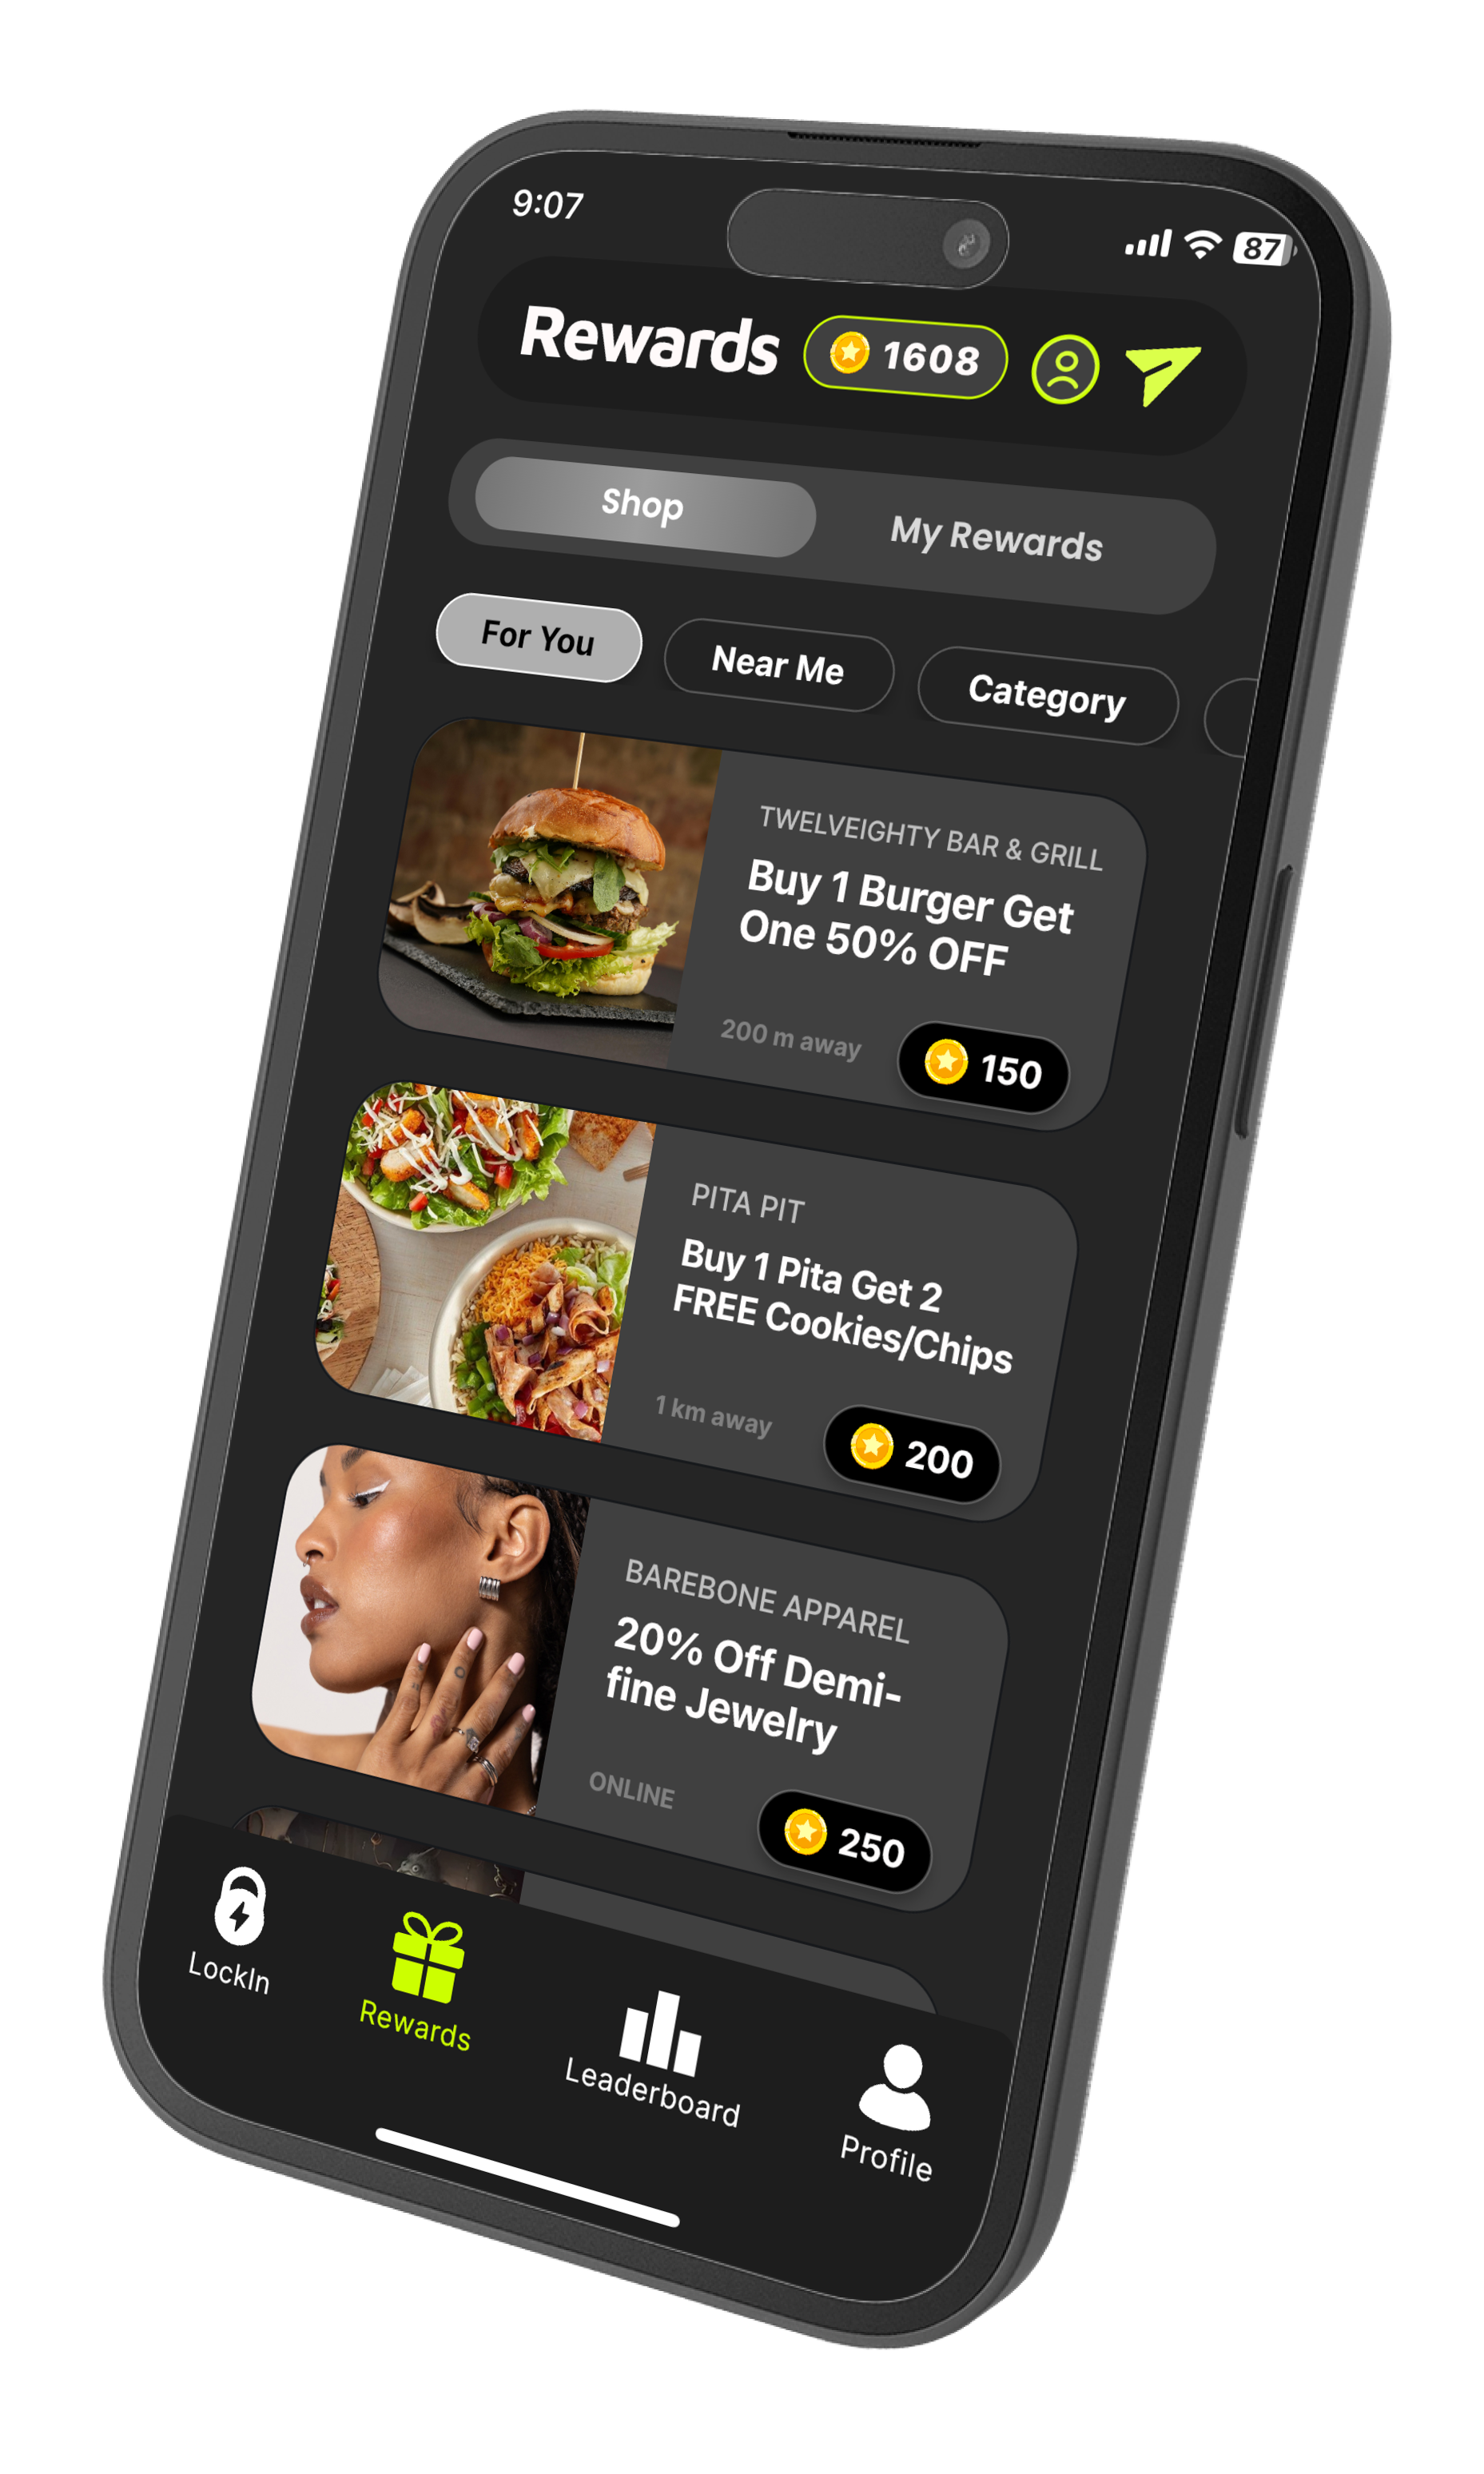 9:07
87
Rewards
1608
Shop
My Rewards
For You
Near Me
Category
TWELVEIGHTY BAR & GRILL
Buy 1 Burger Get
One 50% OFF
200 m away
150
PITA PIT
Buy 1 Pita Get 2
FREE Cookies/Chips
1 km away
200
BAREBONE APPAREL
20% Off Demi-
fine Jewelry
ONLINE
250
LockIn
Rewards
Leaderboard
Profile